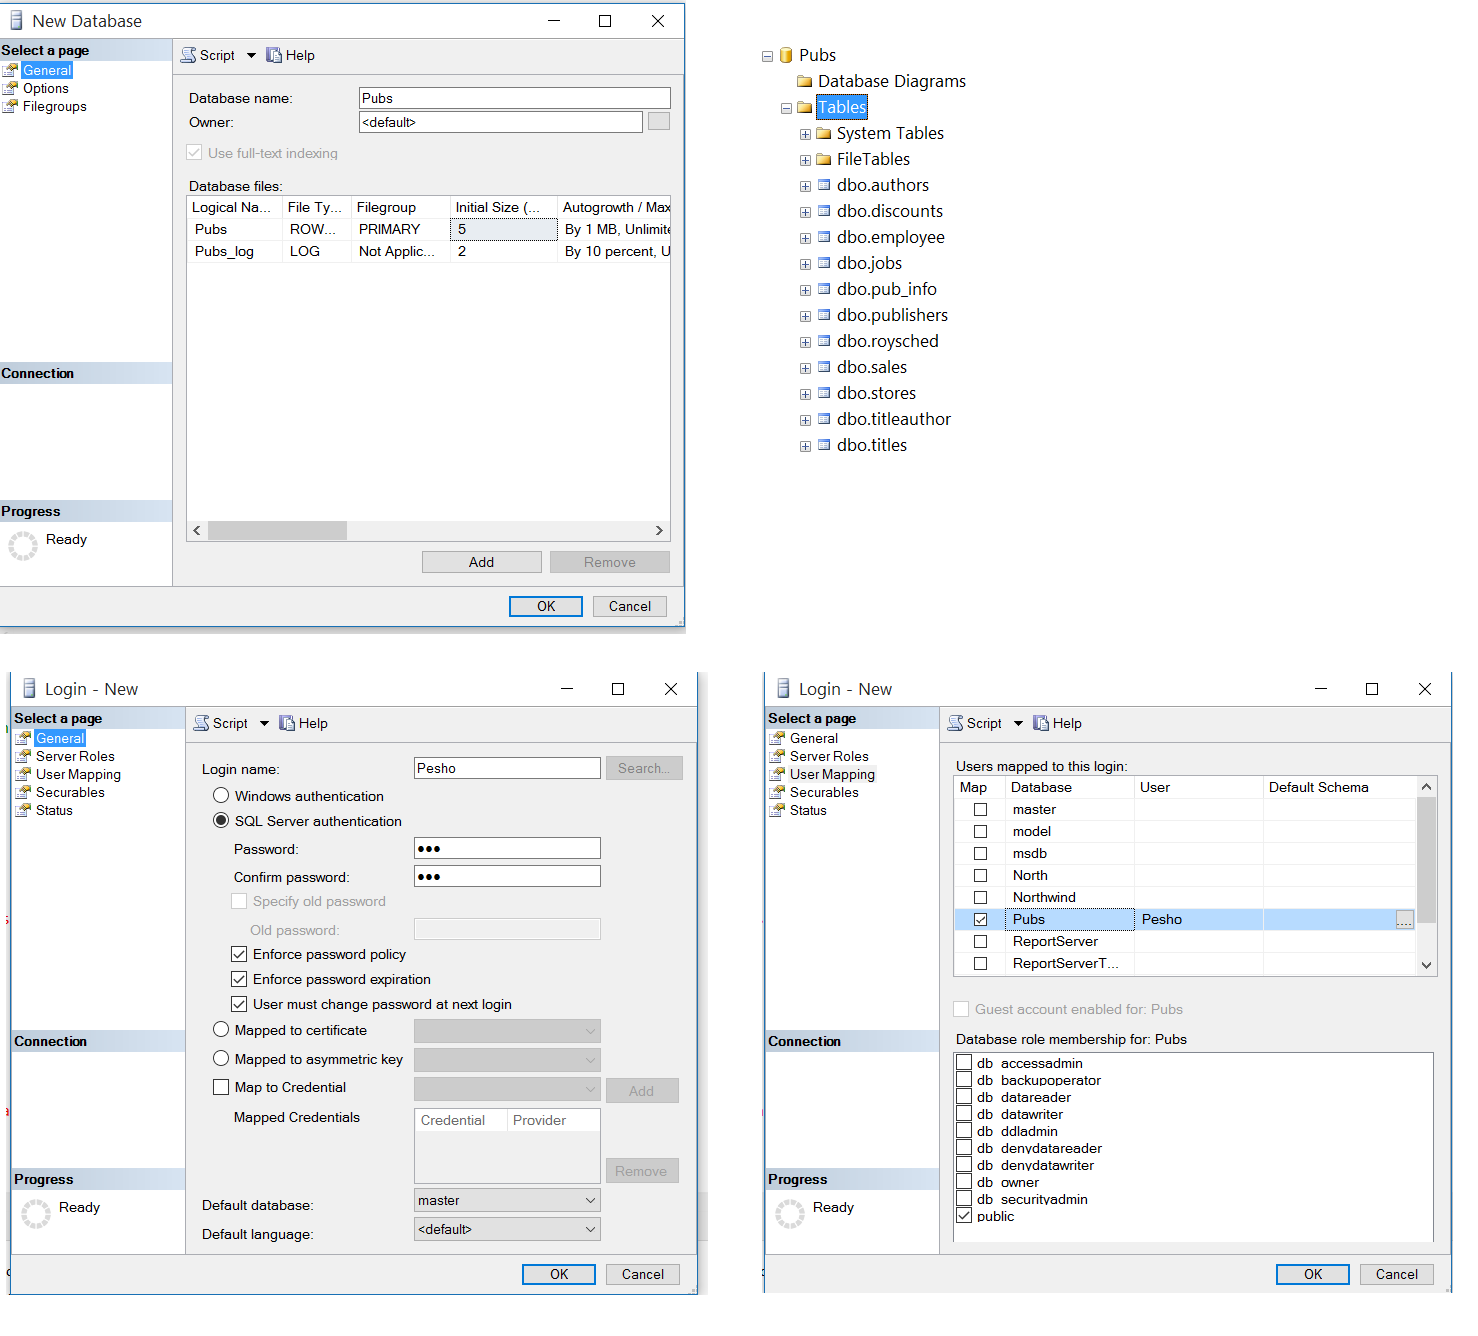 New Database
Select a page
General
Options
Filegroups
Script
Help
Database name:
Pubs
Owner:
<default>
Use full-text indexing
Database files:
Logical Na... File Ty... Filegroup Initial Size (... Autogrowth / Max
Pubs ROW... PRIMARY 5 By 1 MB, Unlimite
Pubs_log LOG Not Applic... 2 By 10 percent, U
Connection
Progress
Ready
Add Remove
OK Cancel
Pubs
Database Diagrams
Tables
System Tables
FileTables
dbo.authors
dbo.discounts
dbo.employee
dbo.jobs
dbo.pub_info
dbo.publishers
dbo.roysched
dbo.sales
dbo.stores
dbo.titleauthor
dbo.titles
Login - New
Select a page
General
Server Roles
User Mapping
Securables
Status
Script
Help
Login name:
Pesho
Search...
Windows authentication
SQL Server authentication
Password:
Confirm password:
Specify old password
Old password:
Enforce password policy
Enforce password expiration
User must change password at next login
Mapped to certificate
Mapped to asymmetric key
Map to Credential
Add
Mapped Credentials
Credential Provider
Remove
Default database:
master
Default language:
<default>
Connection
Progress
Ready
OK Cancel
Login - New
Select a page
General
Server Roles
User Mapping
Securables
Status
Script
Help
Users mapped to this login:
Map Database User Default Schema
master
model
msdb
North
Northwind
Pubs Pesho ....
ReportServer
ReportServerT...
Guest account enabled for: Pubs
Database role membership for: Pubs
db_accessadmin
db_backupoperator
db_datareader
db_datawriter
db_ddladmin
db_denydatareader
db_denydatawriter
db_owner
db_securityadmin
public
Connection
Progress
Ready
OK Cancel